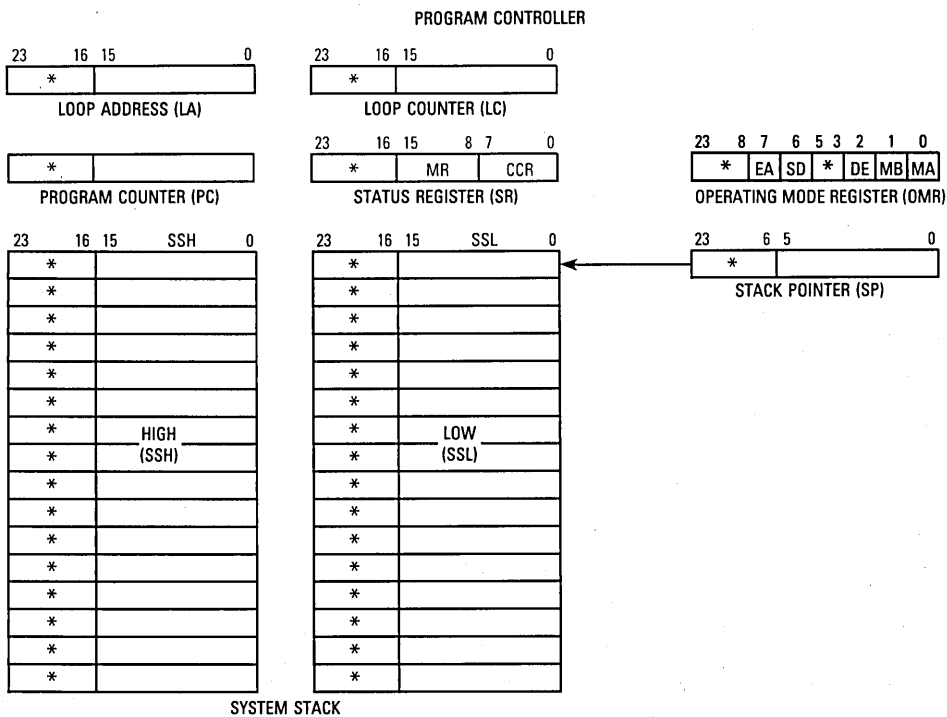 PROGRAM CONTROLLER
23 16 15 0 23 16 15 0
* *
LOOP ADDRESS (LA) LOOP COUNTER (LC)
23 16 15 8 7 0 23 8 7 6 5 3 2 1 0
* * MR CCR * EA SD * DE MB MA
PROGRAM COUNTER (PC) STATUS REGISTER (SR) OPERATING MODE REGISTER (OMR)
23 16 15 SSH 0 23 16 15 SSL 0 23 6 5 0
* * *
STACK POINTER (SP)
* *
* *
* *
* *
* *
* HIGH * LOW
* (SSH) * (SSL)
* *
* *
* *
* *
* *
* *
* *
* *
SYSTEM STACK